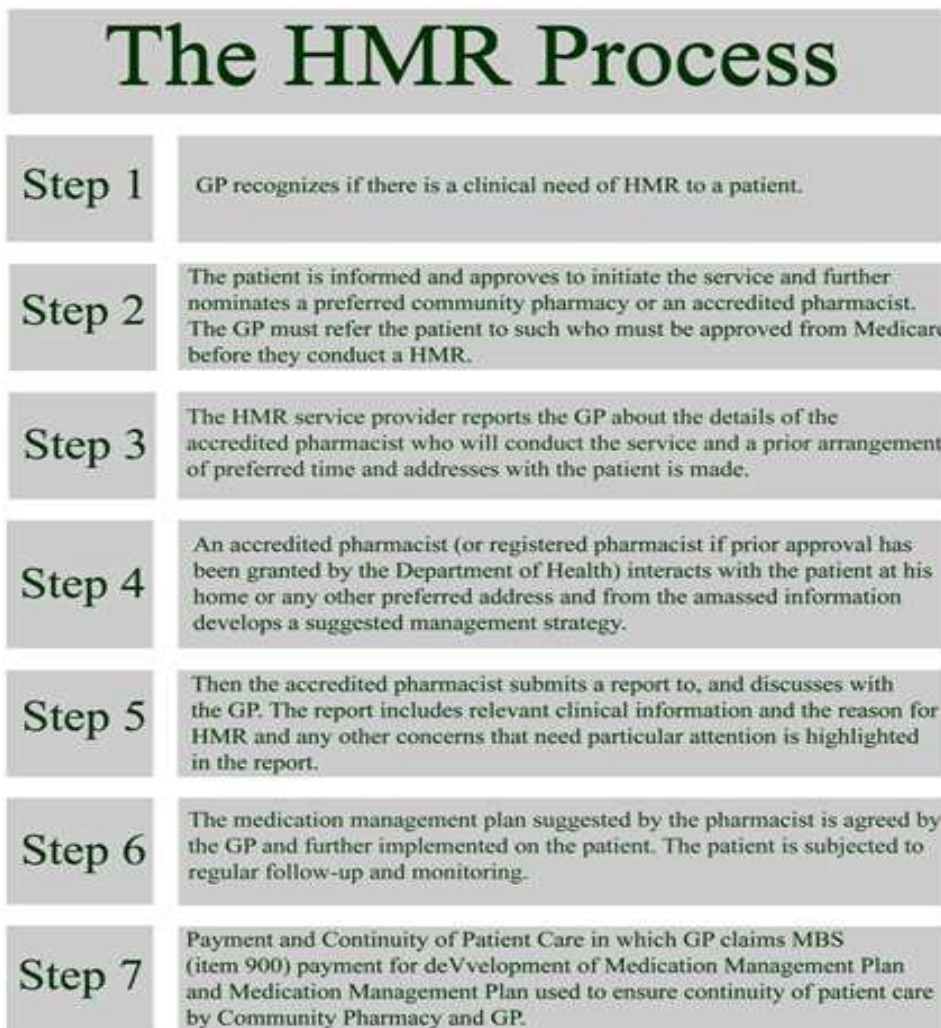 The HMR Process
Step 1
GP recognizes if there is a clinical need of HMR to a patient.
Step 2
The patient is informed and approves to initiate the service and further
nominates a preferred community pharmacy or an accredited pharmacist.
The GP must refer the patient to such who must be approved from Medicare
before they conduct a HMR.
Step 3
The HMR service provider reports the GP about the details of the
accredited pharmacist who will conduct the service and a prior arrangement
of preferred time and addresses with the patient is made.
Step 4
An accredited pharmacist (or registered pharmacist if prior approval has
been granted by the Department of Health) interacts with the patient at his
home or any other preferred address and from the amassed information
develops a suggested management strategy.
Step 5
Then the accredited pharmacist submits a report to, and discusses with
the GP. The report includes relevant clinical information and the reason for
HMR and any other concerns that need particular attention is highlighted
in the report.
Step 6
The medication management plan suggested by the pharmacist is agreed by
the GP and further implemented on the patient. The patient is subjected to
regular follow-up and monitoring.
Step 7
Payment and Continuity of Patient Care in which GP claims MBS
(item 900) payment for deVvelopment of Medication Management Plan
and Medication Management Plan used to ensure continuity of patient care
by Community Pharmacy and GP.